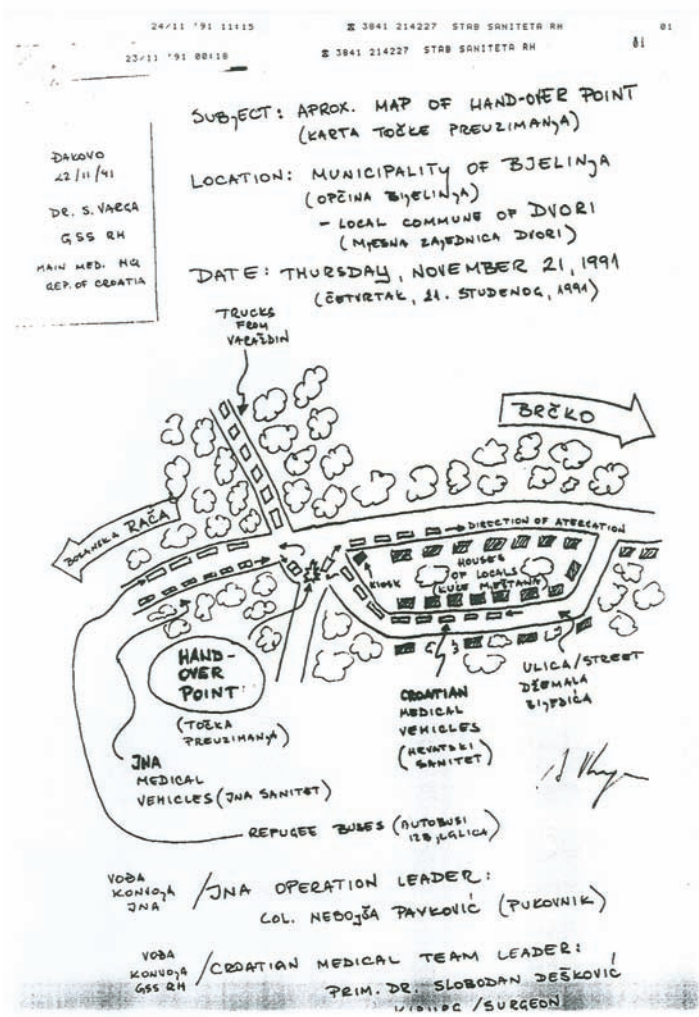 24/11 '91 11:15 ☎ 3841 214227 STAB SANITETA RH 01
23/11 '91 00:18 ☎ 3841 214227 STAB SANITETA RH 01
SUBJECT: APROX. MAP OF HAND-OVER POINT
(KARTA TOČKE PREUZIMANJA)
ĐAKOVO
22/11/91
DR. S. VARGA
GSS RH
MAIN MED. HQ
REP. OF CROATIA
LOCATION: MUNICIPALITY OF BJELINJA
(OPĆINA BIJELINJA)
- LOCAL COMMUNE OF DVORI
(MJESNA ZAJEDNICA DVORI)
DATE: THURSDAY, NOVEMBER 21, 1991
(ČETVRTAK, 21. STUDENOG, 1991)
TRUCKS
FROM
VARAŽDIN
BRČKO
BOSANSKA RAČA
DIRECTION OF
KIOSK
HOUSES
OF LOCALS
(KUĆE MJEŠTANA)
HAND-
OVER
POINT
(TOČKA
PREUZIMANJA)
CROATIAN
MEDICAL
VEHICLES
(HRVATSKI
SANITET)
ULICA/STREET
DŽEMALA
BIJEDIĆA
JNA
MEDICAL
VEHICLES (JNA SANITET)
REFUGEE BUSES (AUTOBUSI
IZBJEGLICA)
VOĐA
KONVOJA
JNA
/JNA OPERATION LEADER:
COL. NEBOJŠA PAVKOVIĆ (PUKOVNIK)
VOĐA
KONVOJA
GSS RH
/CROATIAN MEDICAL TEAM LEADER:
PRIM. DR. SLOBODAN DEŠKOVIĆ
/SURGEON